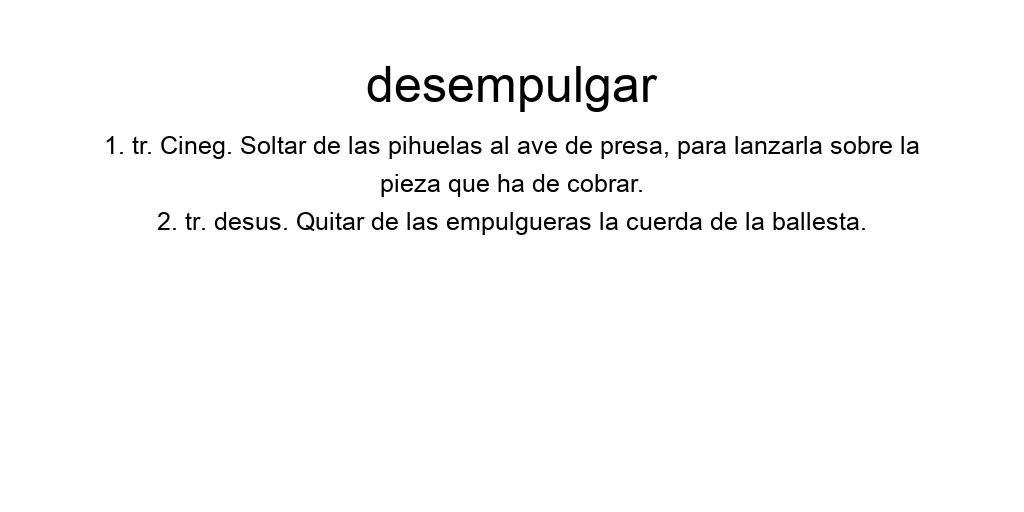 desempulgar
1. tr. Cineg. Soltar de las pihuelas al ave de presa, para lanzarla sobre la
pieza que ha de cobrar.
2. tr. desus. Quitar de las empulgueras la cuerda de la ballesta.